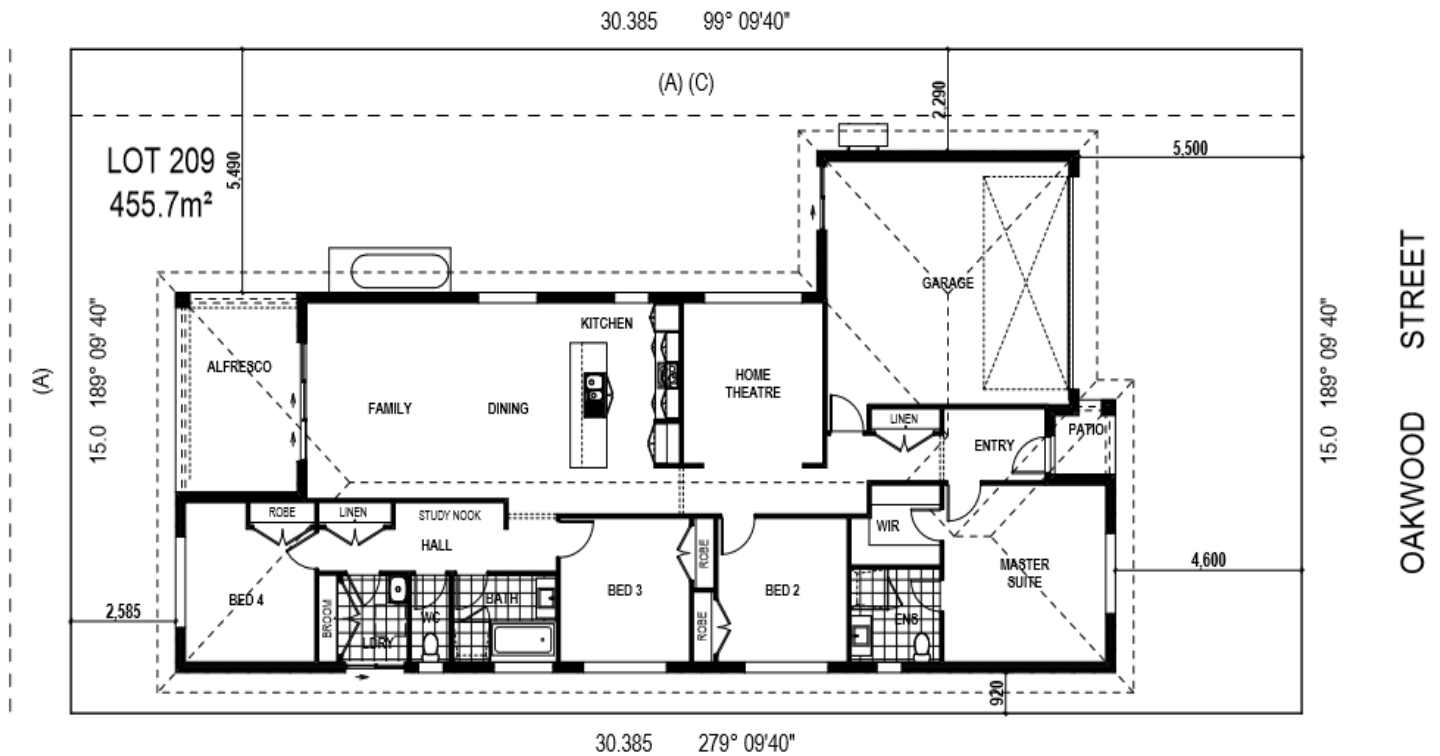 30.385 99° 09'40"
(A) (C)
2,290
LOT 209
455.7m²
5,490
5,500
GARAGE
KITCHEN
ALFRESCO
HOME
THEATRE
FAMILY
DINING
(A)
15.0 189° 09' 40"
15.0 189° 09' 40"
OAKWOOD STREET
LINEN
ENTRY
PATIO
ROBE
LINEN
STUDY NOOK
HALL
WIR
MASTER
SUITE
4,600
BED 4
2,585
BROOM
LDRY
WC
BATH
BED 3
ROBE
ROBE
BED 2
ENS
920
30.385 279° 09'40"